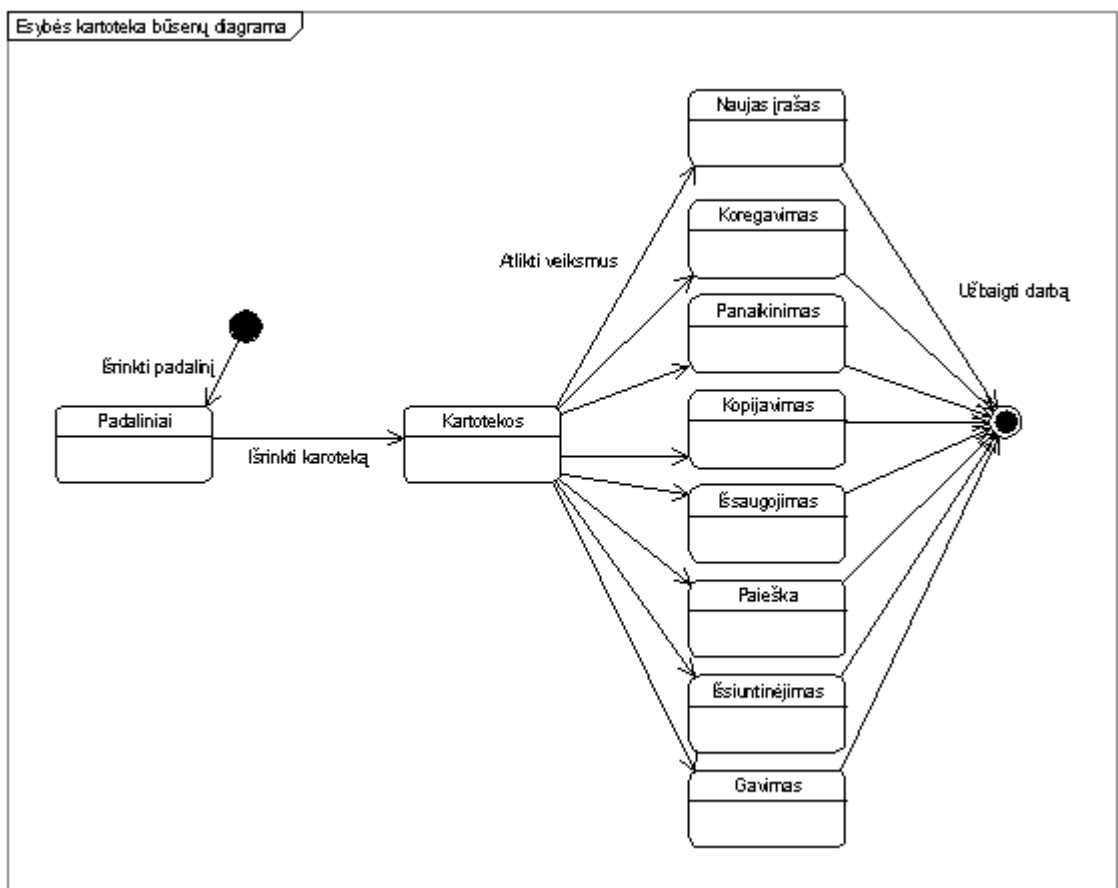 Esybės kartoteka būsenų diagrama
Naujas įrašas
Koregavimas
Atlikti veiksmus
Užbaigti darbą
Panaikinimas
Išrinkti padalinį
Padaliniai
Kartotekos
Kopijavimas
Išrinkti karoteką
Išsaugojimas
Paieška
Išsiuntinėjimas
Gavimas